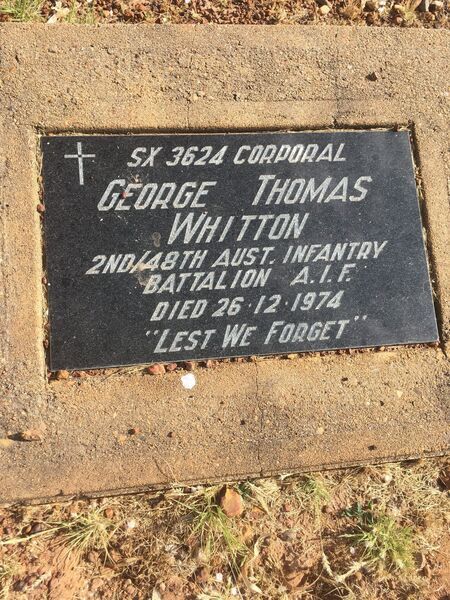 SX 3624 CORPORAL
GEORGE THOMAS
WHITTON
2ND/48TH AUST. INFANTRY
BATTALION A.I.F.
DIED 26·12·1974
"LEST WE FORGET"